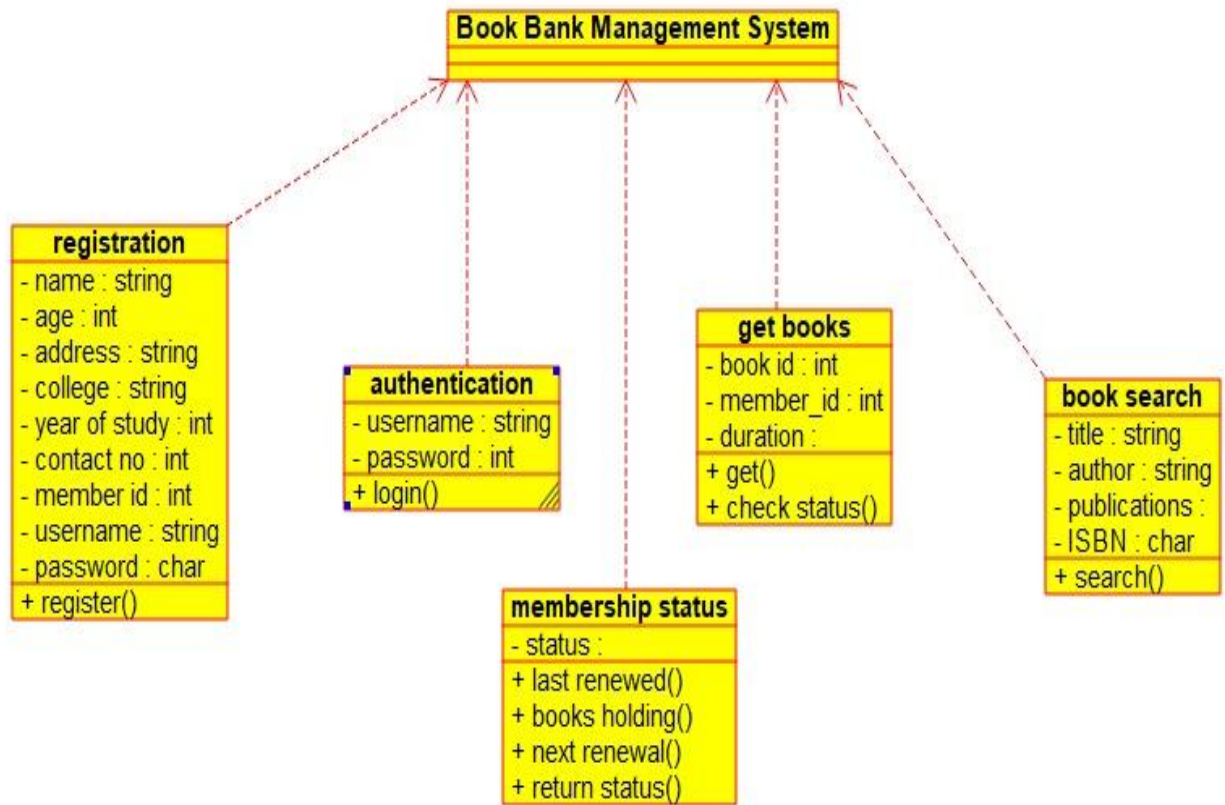 Book Bank Management System
registration
- name : string
- age : int
- address : string
- college : string
- year of study : int
- contact no : int
- member id : int
- username : string
- password : char
+ register()
authentication
- username : string
- password : int
+ login()
membership status
- status :
+ last renewed()
+ books holding()
+ next renewal()
+ return status()
get books
- book id : int
- member_id : int
- duration :
+ get()
+ check status()
book search
- title : string
- author : string
- publications :
- ISBN : char
+ search()